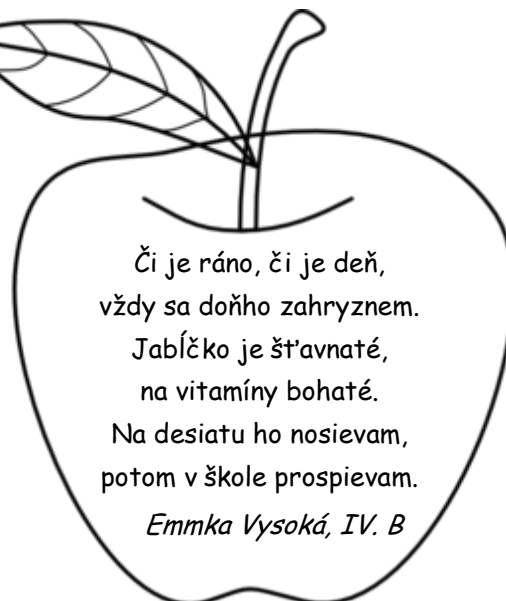 Či je ráno, či je deň,
vždy sa doňho zahryznem.
Jabĺčko je šťavnaté,
na vitamíny bohaté.
Na desiatu ho nosievam,
potom v škole prospievam.
Emmka Vysoká, IV. B